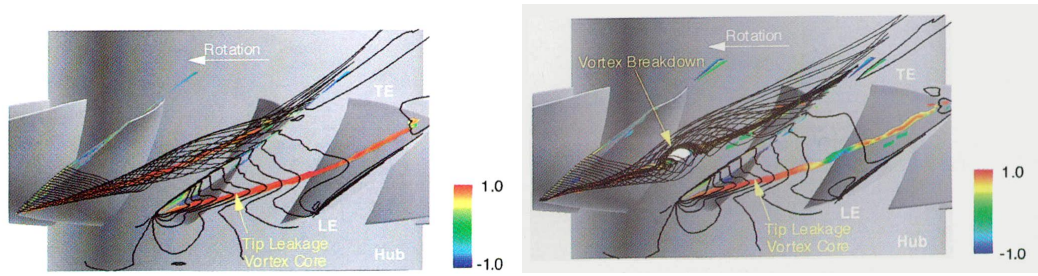 Rotation
TE
LE
Tip Leakage
Vortex Core
Hub
1.0
-1.0
Rotation
Vortex Breakdown
TE
LE
Tip Leakage
Vortex Core
Hub
1.0
-1.0